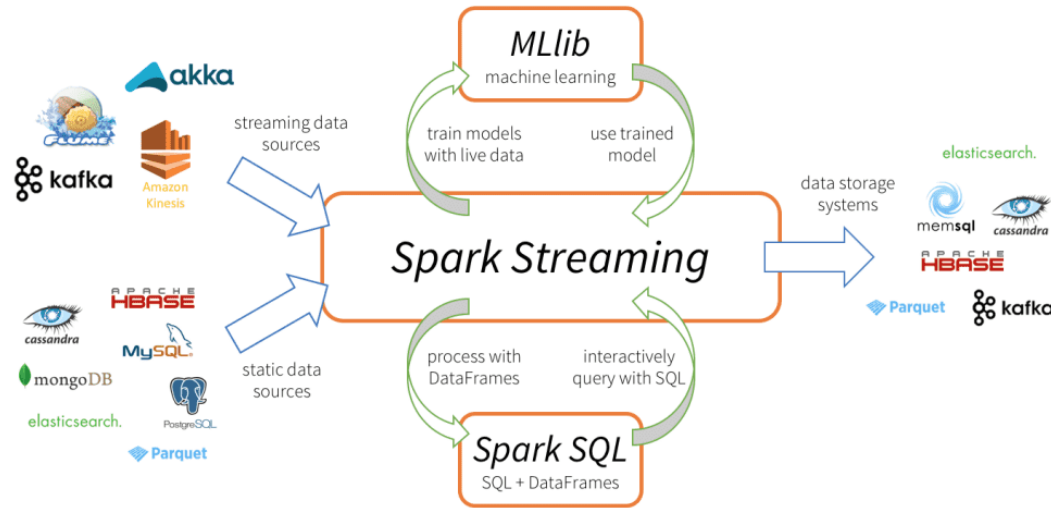 akka
FLUME
kafka
Amazon
Kinesis
streaming data
sources
APACHE
HBASE
cassandra
MySQL®
mongoDB
PostgreSQL
elasticsearch.
Parquet
static data
sources
MLlib
machine learning
train models
with live data
use trained
model
Spark Streaming
process with
DataFrames
interactively
query with SQL
Spark SQL
SQL + DataFrames
data storage
systems
elasticsearch.
memsql
cassandra
APACHE
HBASE
Parquet
kafka